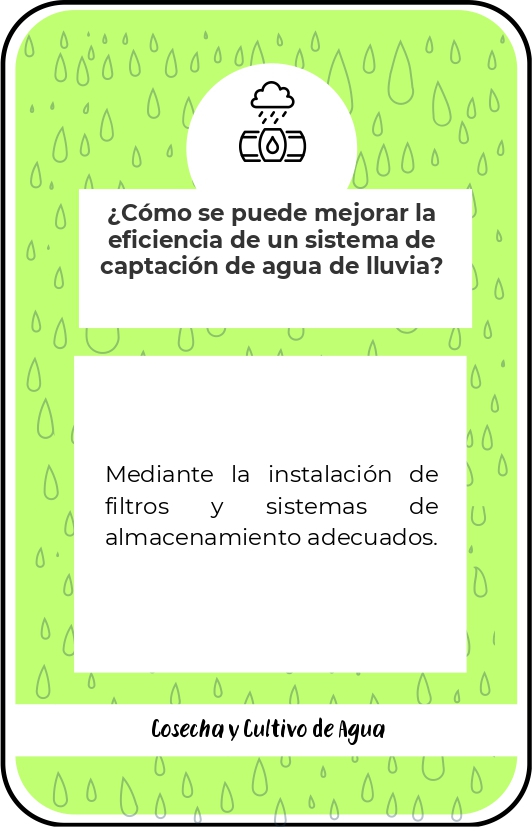 ¿Cómo se puede mejorar la
eficiencia de un sistema de
captación de agua de lluvia?
Mediante la instalación de
filtros y sistemas de
almacenamiento adecuados.
Cosecha y Cultivo de Agua